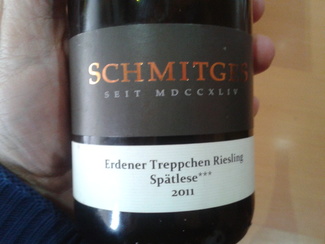 SCHMITGES
SEIT MDCCXLIV
Erdener Treppchen Riesling
Spätlese***
2011